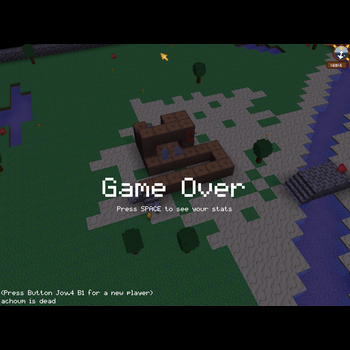 Game Over
Press SPACE to see your stats
(Press Button Joy4 B1 for a new player)
achoum is dead